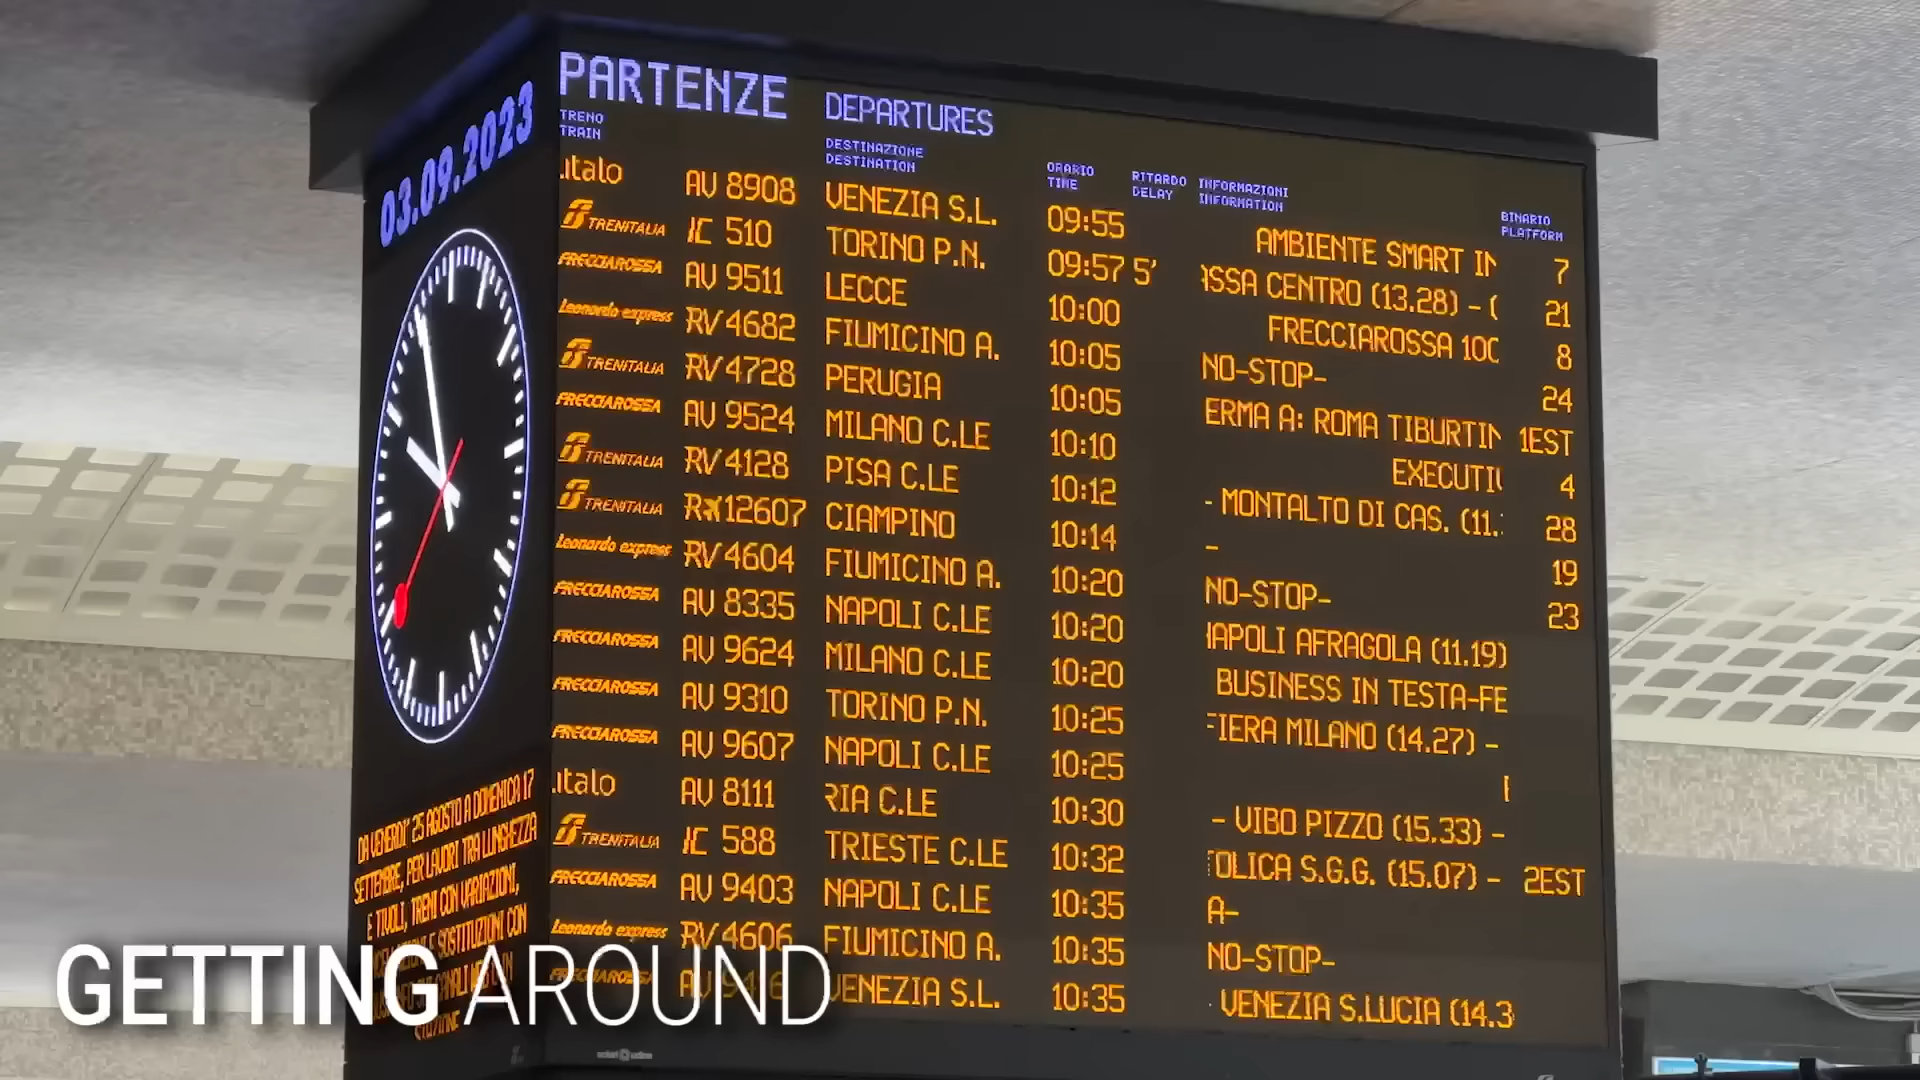 03.09.2023
PARTENZE DEPARTURES
TRENO DESTINAZIONE ORARIO RITARDO INFORMAZIONI BINARIO
TRAIN DESTINATION TIME DELAY INFORMATION PLATFORM
.italo AV 8908 VENEZIA S.L. 09:55 AMBIENTE SMART IN 7
TRENITALIA IC 510 TORINO P.N. 09:57 5' SSA CENTRO (13.28) - ( 21
FRECCIAROSSA AV 9511 LECCE 10:00 FRECCIAROSSA 10 8
Leonardo express RV 4682 FIUMICINO A. 10:05 NO-STOP- 24
TRENITALIA RV 4728 PERUGIA 10:05 ERMA A: ROMA TIBURTIN 1EST
FRECCIAROSSA AV 9524 MILANO C.LE 10:10 EXECUTI 4
TRENITALIA RV 4128 PISA C.LE 10:12 - MONTALTO DI CAS. (11. 28
TRENITALIA R 12607 CIAMPINO 10:14 - 19
Leonardo express RV 4604 FIUMICINO A. 10:20 NO-STOP- 23
FRECCIAROSSA AV 8335 NAPOLI C.LE 10:20 APOLI AFRAGOLA (11.19)
FRECCIAROSSA AV 9624 MILANO C.LE 10:20 BUSINESS IN TESTA-FE
FRECCIAROSSA AV 9310 TORINO P.N. 10:25 FIERA MILANO (14.27) -
FRECCIAROSSA AV 9607 NAPOLI C.LE 10:25
.italo AV 8111 RIA C.LE 10:30 - VIBO PIZZO (15.33) -
TRENITALIA IC 588 TRIESTE C.LE 10:32 OLICA S.G.G. (15.07) - 2EST
FRECCIAROSSA AV 9403 NAPOLI C.LE 10:35 A-
Leonardo express RV 4606 FIUMICINO A. 10:35 NO-STOP-
FRECCIAROSSA AV VENEZIA S.L. 10:35 VENEZIA S.LUCIA (14.3
DA VENERDI' 25 AGOSTO A DOMENICA 17
SETTEMBRE, PER LAVORI TRA LUNGHEZZA
E TIVOLI, TRENI CON VARIAZIONI,
SOSTITUZIONI CON
STAZIONE
GETTING AROUND